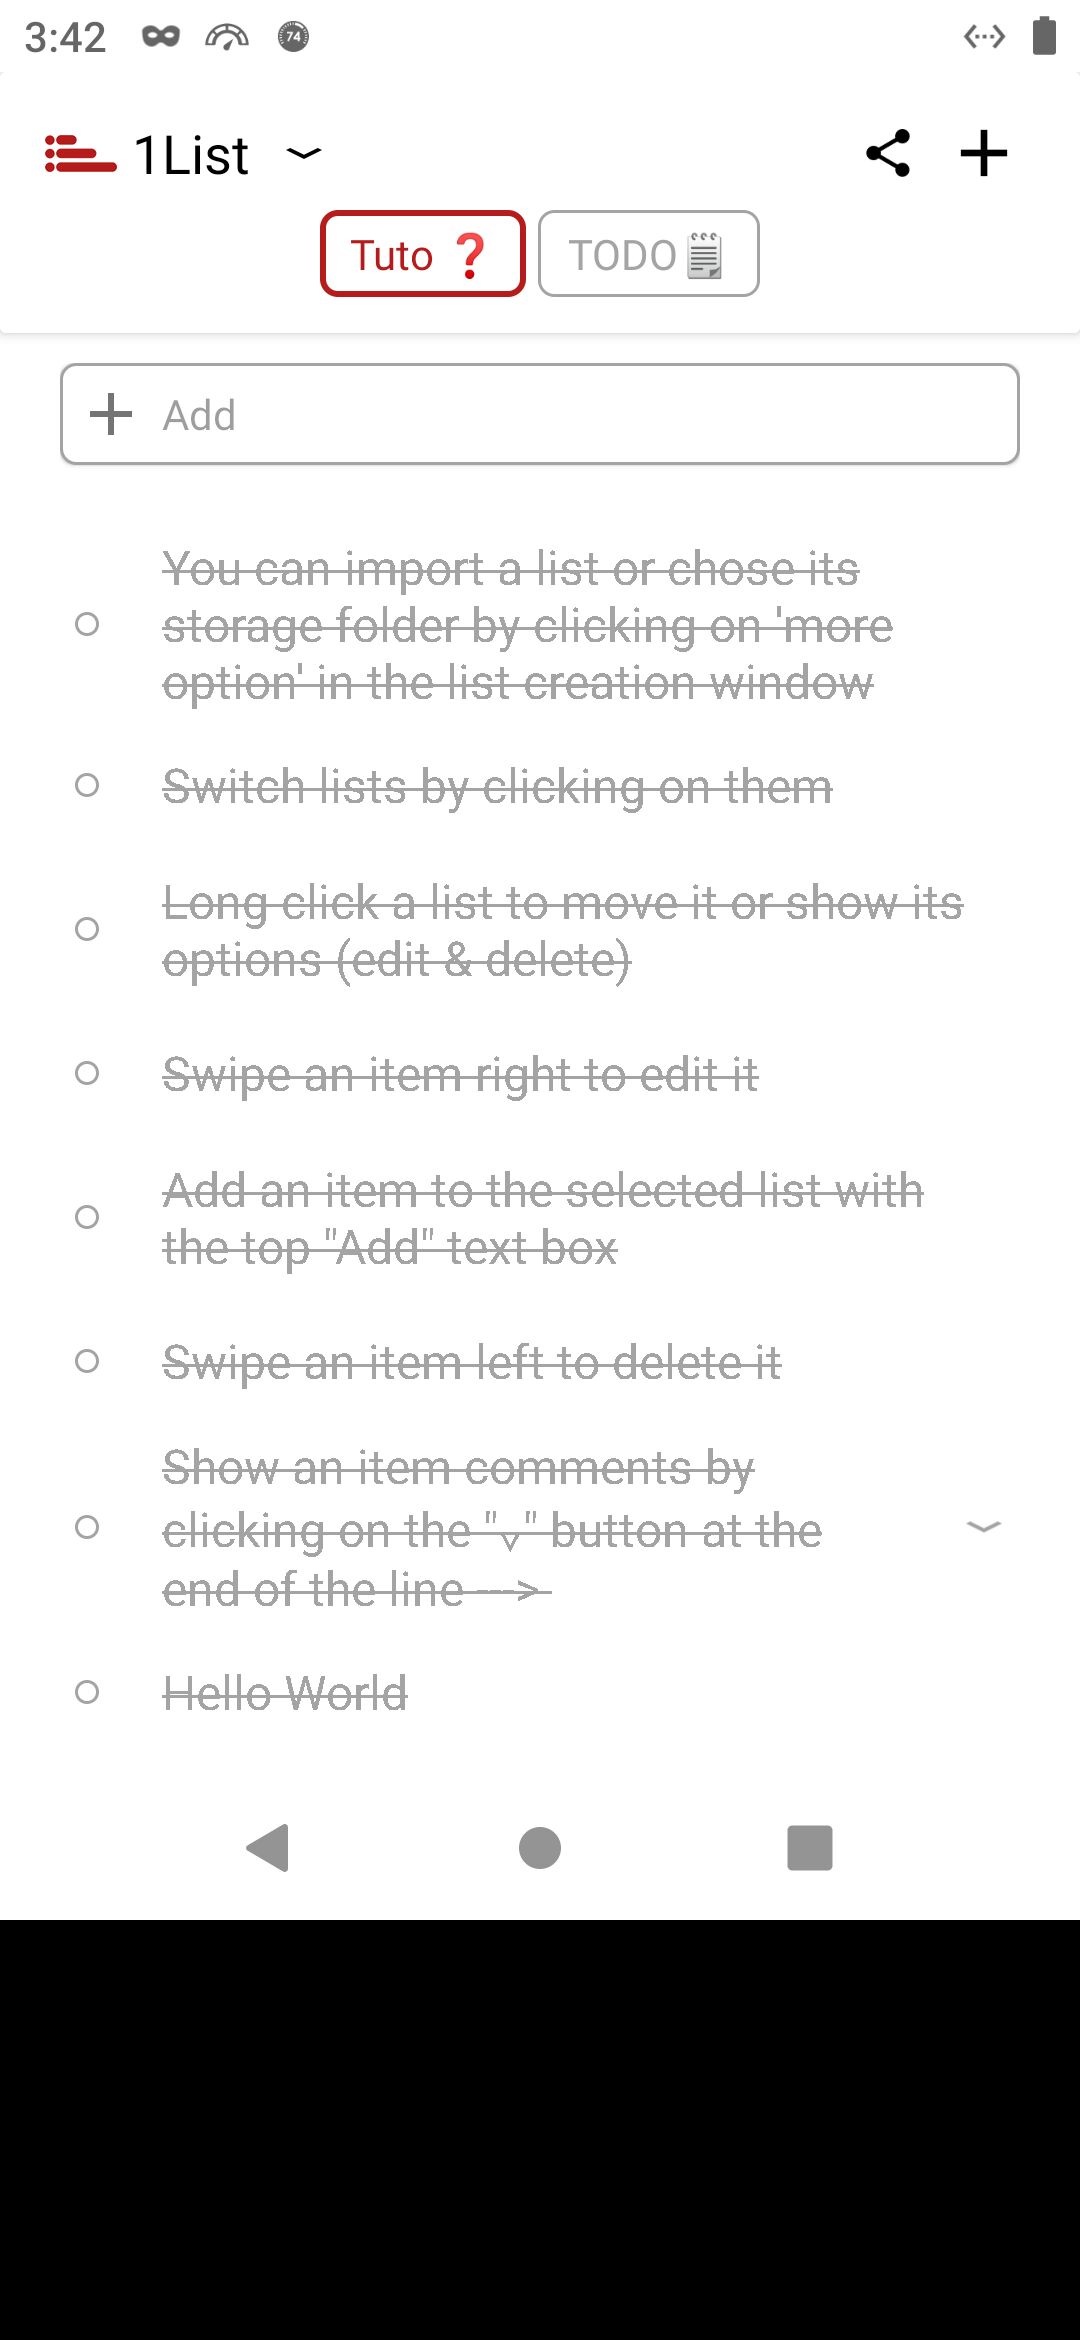 3:42
74
1List
Tuto ❓
TODO🗒
Add
You can import a list or chose its
storage folder by clicking on 'more
option' in the list creation window
Switch lists by clicking on them
Long click a list to move it or show its
options (edit & delete)
Swipe an item right to edit it
Add an item to the selected list with
the top "Add" text box
Swipe an item left to delete it
Show an item comments by
clicking on the "﹀" button at the
end of the line --->
Hello World